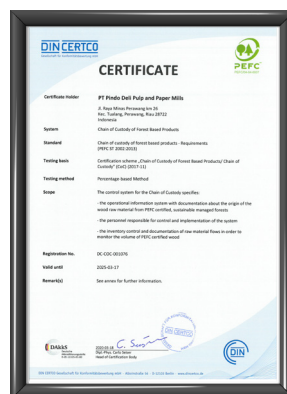 DINCERTCO
PEFC
CERTIFICATE
Certificate Holder PT Pindo Deli Pulp and Paper Mills
Jl. Raya Minas Perawang km 26
Kec. Tualang, Perawang, Riau 28722
Indonesia
System Chain of Custody of Forest Based Products
Standard Chain of custody of forest based products - Requirements
(PEFC ST 2002:2013)
Testing basis Certification scheme „Chain of Custody of Forest Based Products/ Chain of
Custody" (CoC) (2017-11)
Testing method Percentage-based Method
Scope The control system for the Chain of Custody specifies:
- the operational information system with documentation about the origin of the
wood raw material from PEFC certified, sustainable managed forests
- the personnel responsible for control and implementation of the system
- the inventory control and documentation of raw material flows in order to
monitor the volume of PEFC-certified wood
Registration No. DC-COC-001076
Valid until 2025-03-17
Remark(s) See annex for further information.
DAkkS
2020-03-18
Dipl.-Phys.
Head of Certification Body
DIN